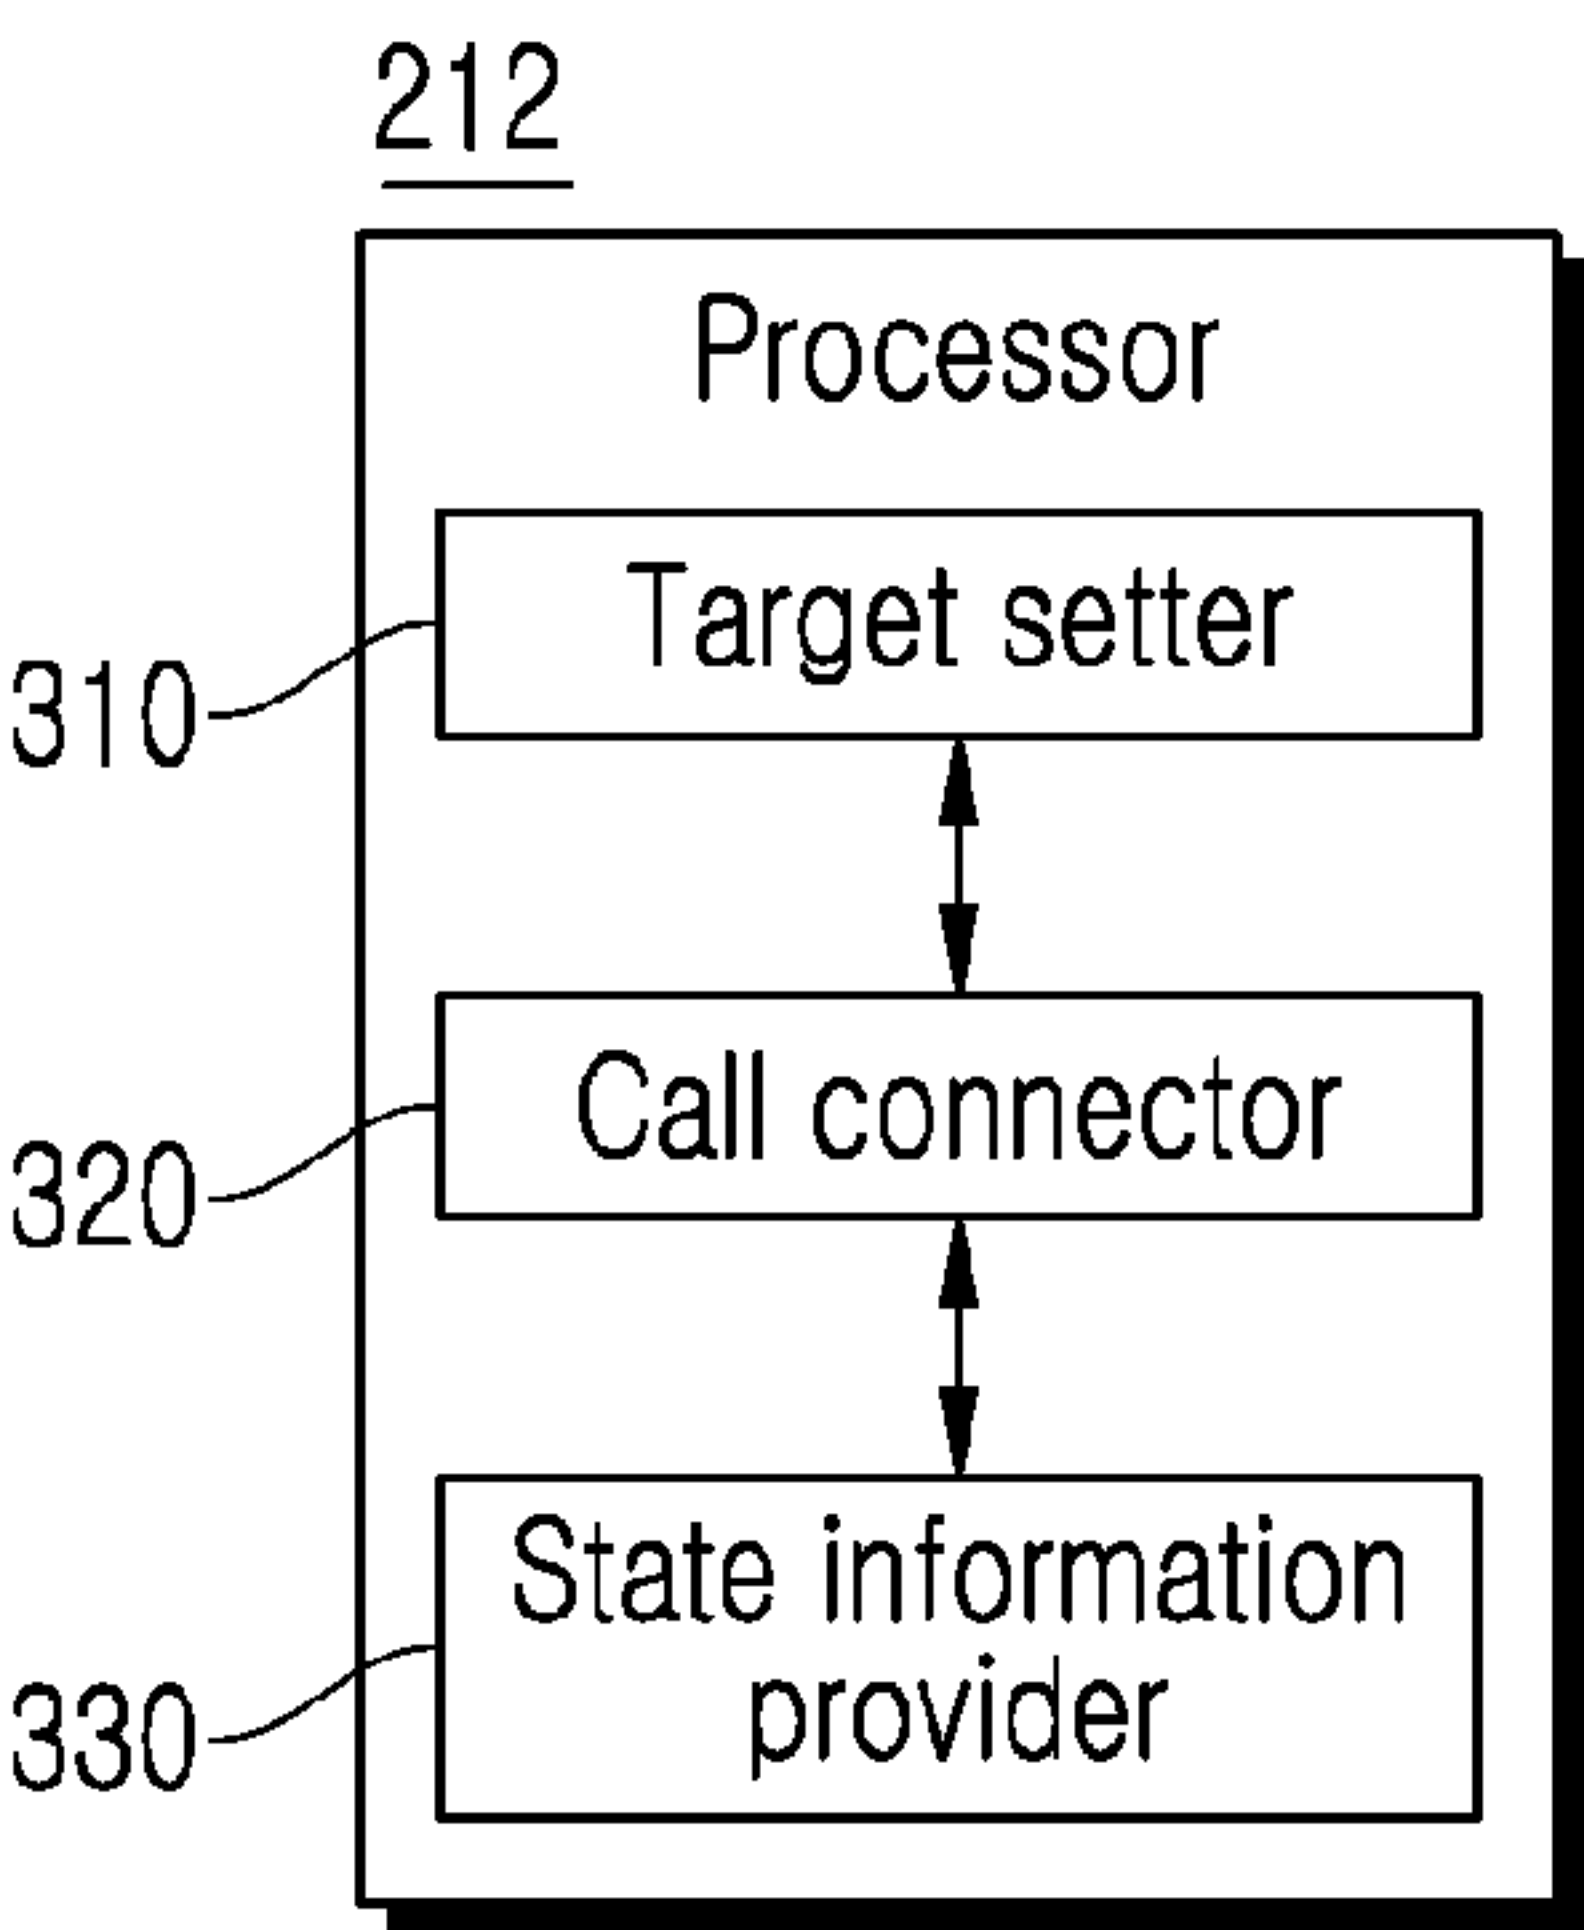 212
Processor
Target setter
310
Call connector
320
State information
provider
330